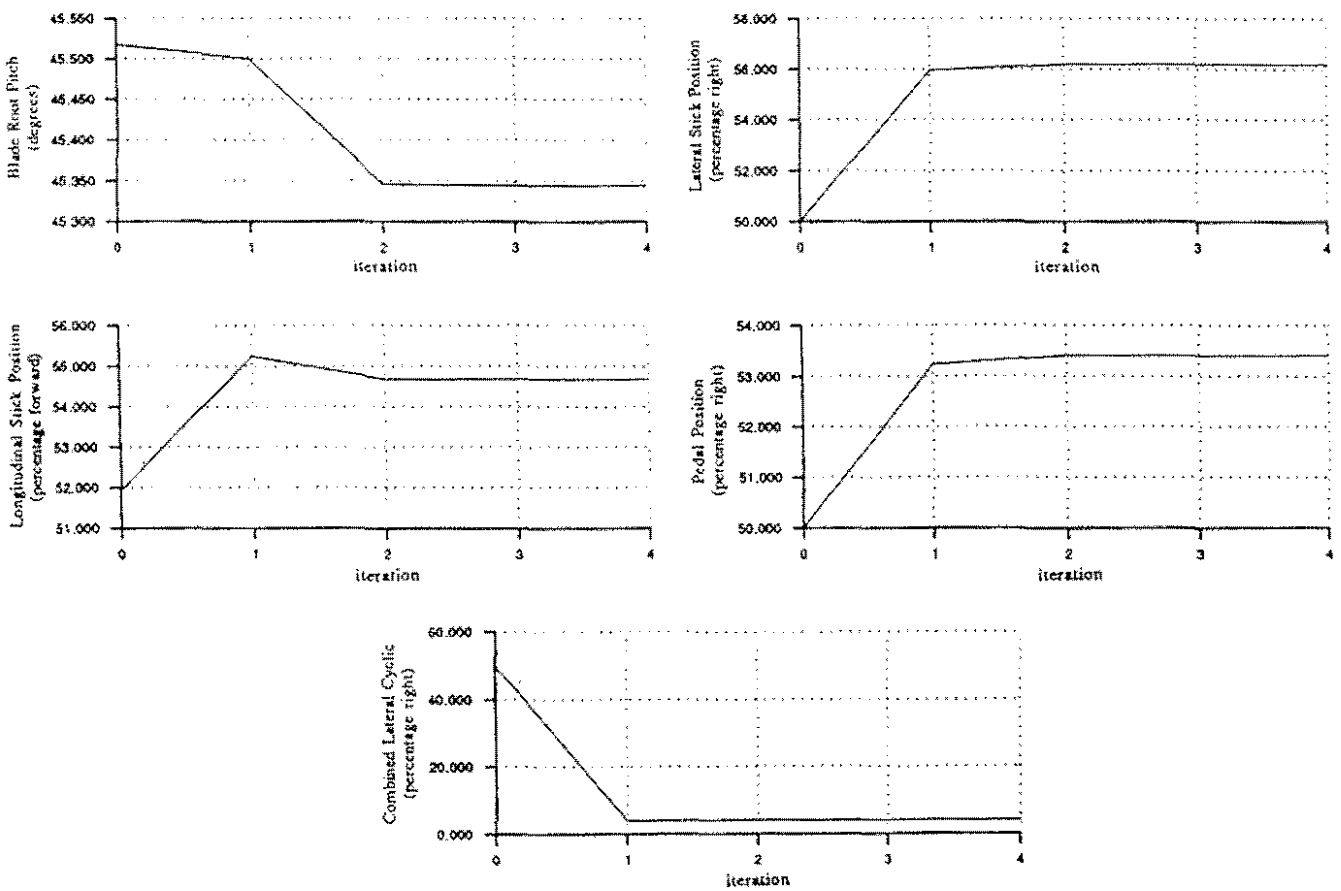 Blade Root Pitch
(degrees)
45.550
45.500
45.450
45.400
45.350
45.300
0 1 2 3 4
iteration
Lateral Stick Position
(percentage right)
58.000
56.000
54.000
52.000
50.000
0 1 2 3 4
iteration
Longitudinal Stick Position
(percentage forward)
56.000
55.000
54.000
53.000
52.000
51.000
0 1 2 3 4
iteration
Pedal Position
(percentage right)
54.000
53.000
52.000
51.000
50.000
0 1 2 3 4
iteration
Combined Lateral Cyclic
(percentage right)
60.000
40.000
20.000
0.000
0 1 2 3 4
iteration